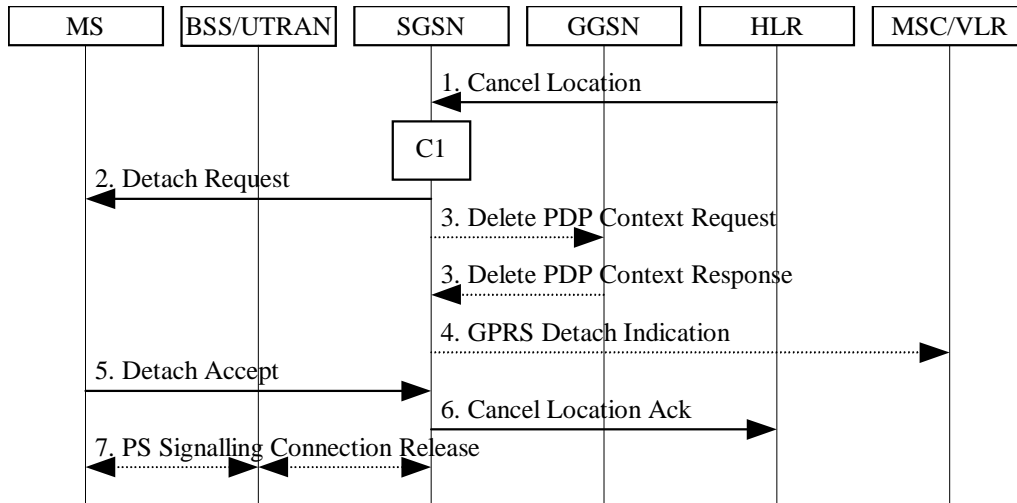 MS BSS/UTRAN SGSN GGSN HLR MSC/VLR
1. Cancel Location
C1
2. Detach Request
3. Delete PDP Context Request
3. Delete PDP Context Response
4. GPRS Detach Indication
5. Detach Accept
6. Cancel Location Ack
7. PS Signalling Connection Release